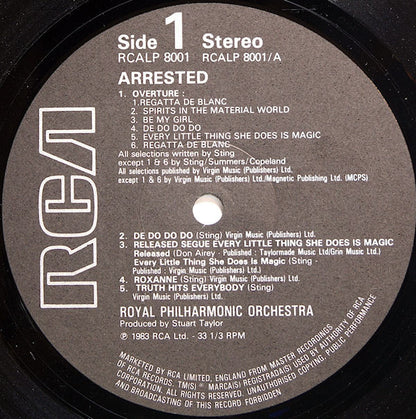 Side 1 Stereo
RCALP 8001 RCALP 8001/A
ARRESTED
1. OVERTURE :
1.REGATTA DE BLANC
2. SPIRITS IN THE MATERIAL WORLD
3. BE MY GIRL
4. DE DO DO DO
5. EVERY LITTLE THING SHE DOES IS MAGIC
6. REGATTA DE BLANC
All selections written by Sting
except 1 & 6 by Sting/Summers/Copeland
All selections published by Virgin Music (Publishers) Ltd.
except 1 & 6 by Virgin Music (Publishers) Ltd./Magnetic Publishing Ltd. (MCPS)
RCA
2. DE DO DO DO (Sting) Virgin Music (Publishers) Ltd.
3. RELEASED SEGUE EVERY LITTLE THING SHE DOES IS MAGIC
Released (Don Airey - Published : Taylormade Music Ltd/Grin Music Ltd.)
Every Little Thing She Does Is Magic (Sting -
Published : Virgin Music (Publishers) Ltd.)
4. ROXANNE (Sting)
Virgin Music (Publishers) Ltd.
5. TRUTH HITS EVERYBODY (Sting)
Virgin Music (Publishers) Ltd.
ROYAL PHILHARMONIC ORCHESTRA
Produced by Stuart Taylor
℗ 1983 RCA Ltd. - 33 1/3 RPM
MARKETED BY RCA LIMITED, ENGLAND FROM MASTER RECORDINGS
OF RCA RECORDS. TM(S) ® MARCA(S) REGISTRADA(S) USED BY AUTHORITY OF RCA
CORPORATION. ALL RIGHTS RESERVED. UNAUTHORISED COPYING, PUBLIC PERFORMANCE
AND BROADCASTING OF THIS RECORD FORBIDDEN